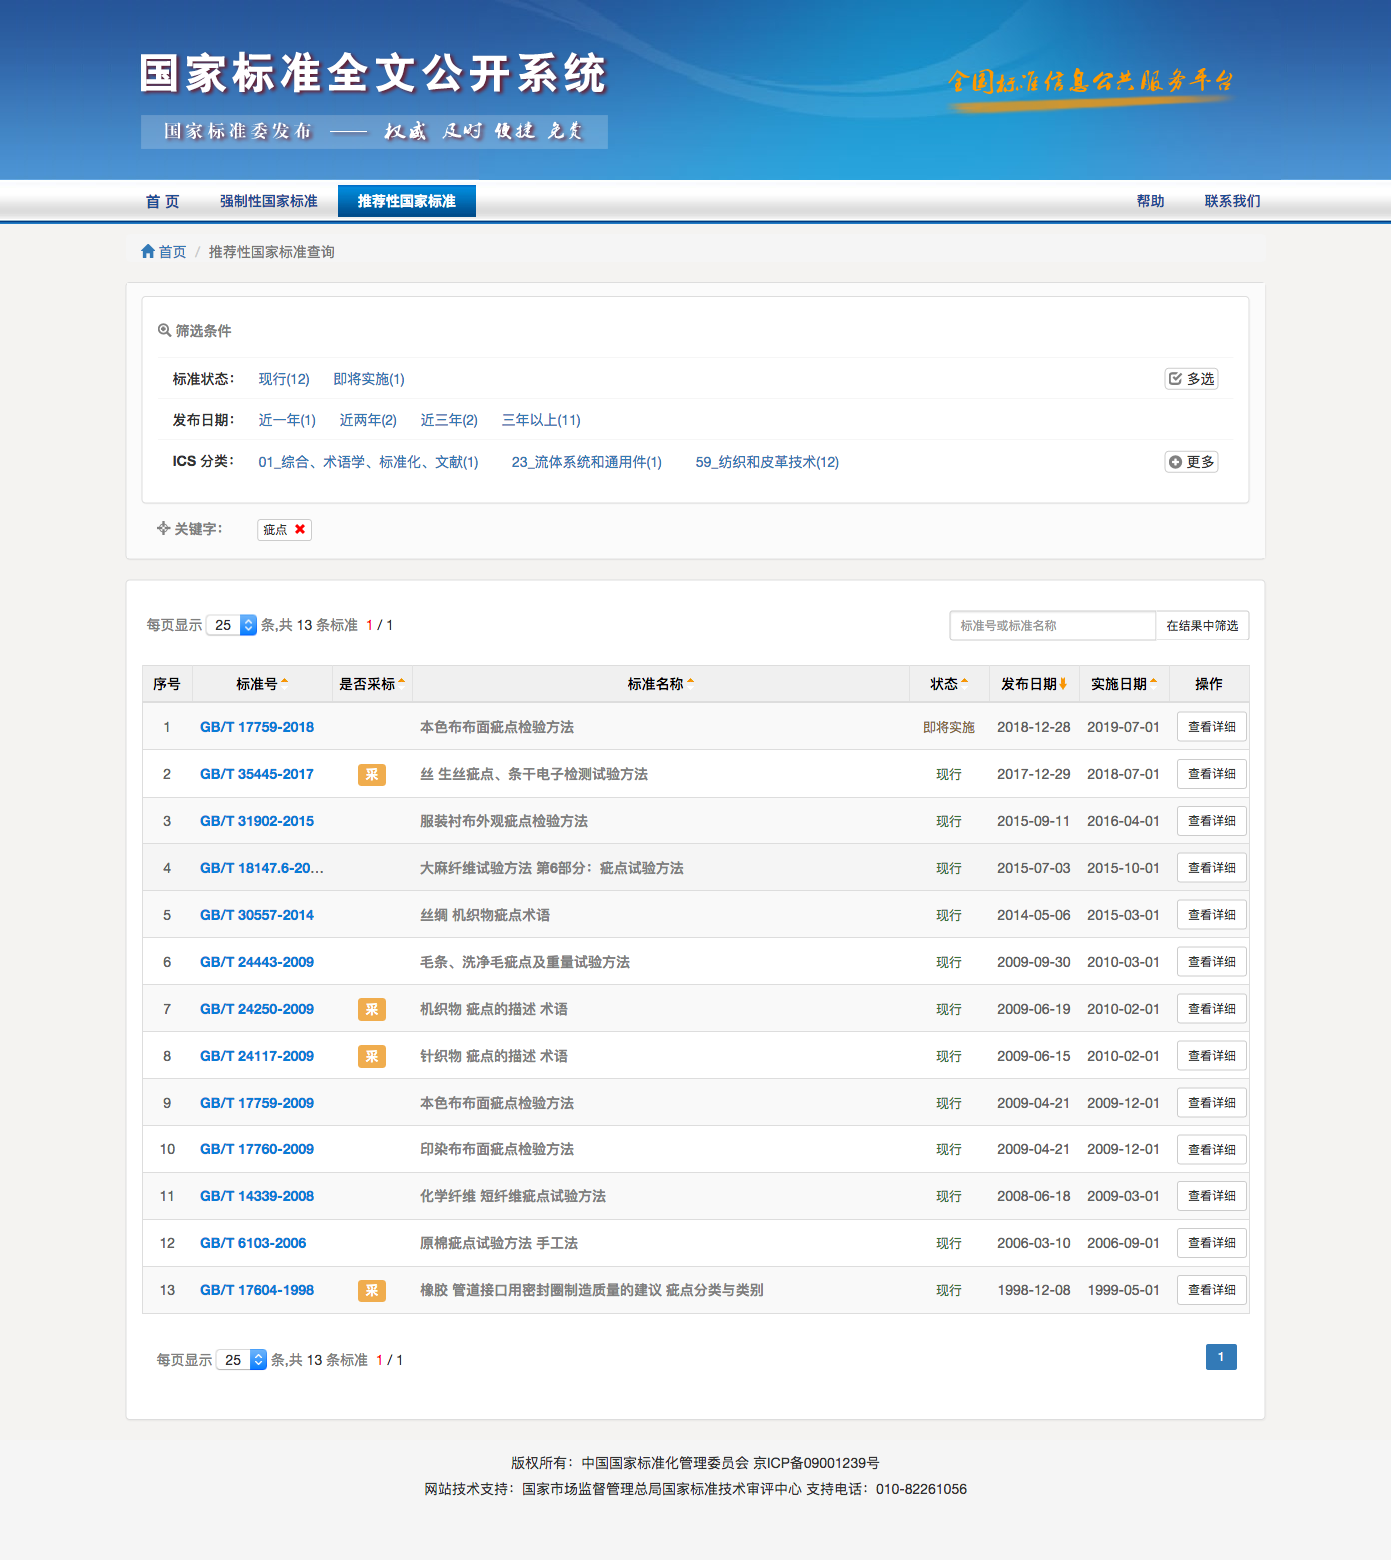 国家标准全文公开系统
全国标准信息公共服务平台
国家标准委发布 —— 权威 及时 便捷 免费
首 页 强制性国家标准 推荐性国家标准 帮助 联系我们
首页 / 推荐性国家标准查询
筛选条件
标准状态： 现行(12) 即将实施(1) 多选
发布日期： 近一年(1) 近两年(2) 近三年(2) 三年以上(11)
ICS 分类： 01_综合、术语学、标准化、文献(1) 23_流体系统和通用件(1) 59_纺织和皮革技术(12) 更多
关键字： 疵点
每页显示 25 条,共 13 条标准 1 / 1 标准号或标准名称 在结果中筛选
序号 标准号 是否采标 标准名称 状态 发布日期 实施日期 操作
1 GB/T 17759-2018 本色布布面疵点检验方法 即将实施 2018-12-28 2019-07-01 查看详细
2 GB/T 35445-2017 采 丝 生丝疵点、条干电子检测试验方法 现行 2017-12-29 2018-07-01 查看详细
3 GB/T 31902-2015 服装衬布外观疵点检验方法 现行 2015-09-11 2016-04-01 查看详细
4 GB/T 18147.6-20... 大麻纤维试验方法 第6部分：疵点试验方法 现行 2015-07-03 2015-10-01 查看详细
5 GB/T 30557-2014 丝绸 机织物疵点术语 现行 2014-05-06 2015-03-01 查看详细
6 GB/T 24443-2009 毛条、洗净毛疵点及重量试验方法 现行 2009-09-30 2010-03-01 查看详细
7 GB/T 24250-2009 采 机织物 疵点的描述 术语 现行 2009-06-19 2010-02-01 查看详细
8 GB/T 24117-2009 采 针织物 疵点的描述 术语 现行 2009-06-15 2010-02-01 查看详细
9 GB/T 17759-2009 本色布布面疵点检验方法 现行 2009-04-21 2009-12-01 查看详细
10 GB/T 17760-2009 印染布布面疵点检验方法 现行 2009-04-21 2009-12-01 查看详细
11 GB/T 14339-2008 化学纤维 短纤维疵点试验方法 现行 2008-06-18 2009-03-01 查看详细
12 GB/T 6103-2006 原棉疵点试验方法 手工法 现行 2006-03-10 2006-09-01 查看详细
13 GB/T 17604-1998 采 橡胶 管道接口用密封圈制造质量的建议 疵点分类与类别 现行 1998-12-08 1999-05-01 查看详细
每页显示 25 条,共 13 条标准 1 / 1 1
版权所有：中国国家标准化管理委员会 京ICP备09001239号
网站技术支持：国家市场监督管理总局国家标准技术审评中心 支持电话：010-82261056